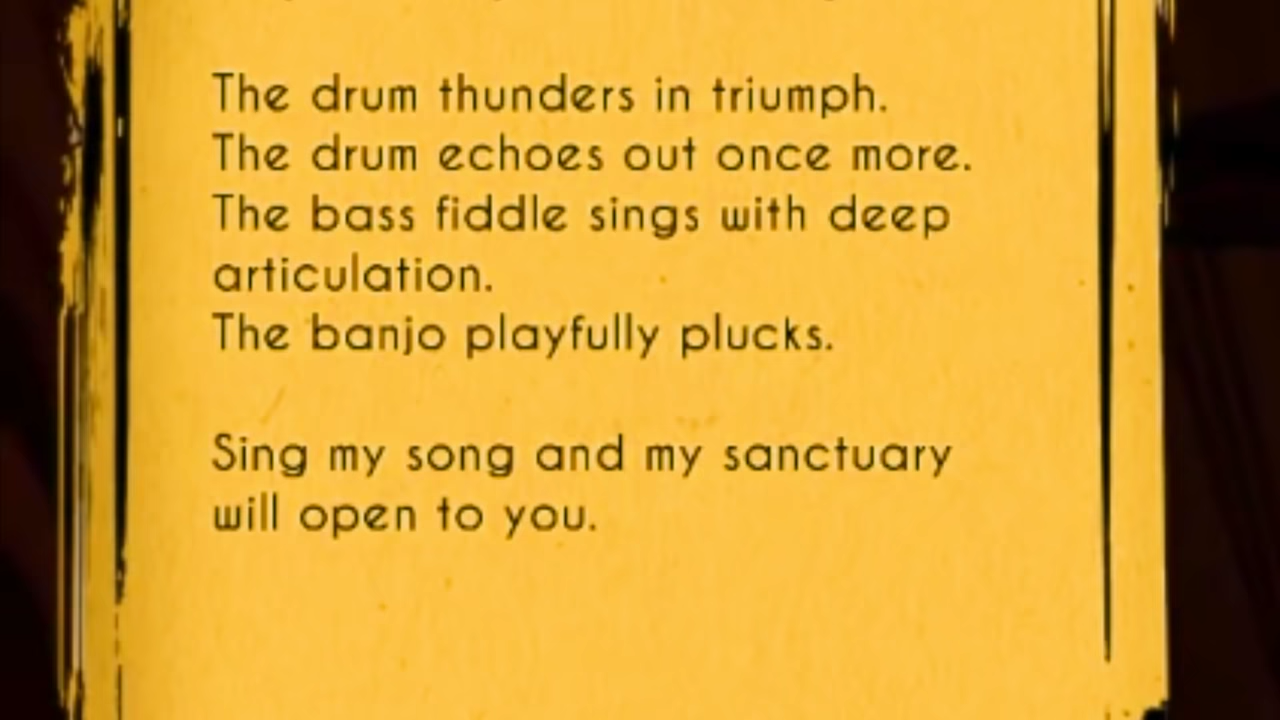 The drum thunders in triumph.
The drum echoes out once more.
The bass fiddle sings with deep
articulation.
The banjo playfully plucks.
Sing my song and my sanctuary
will open to you.